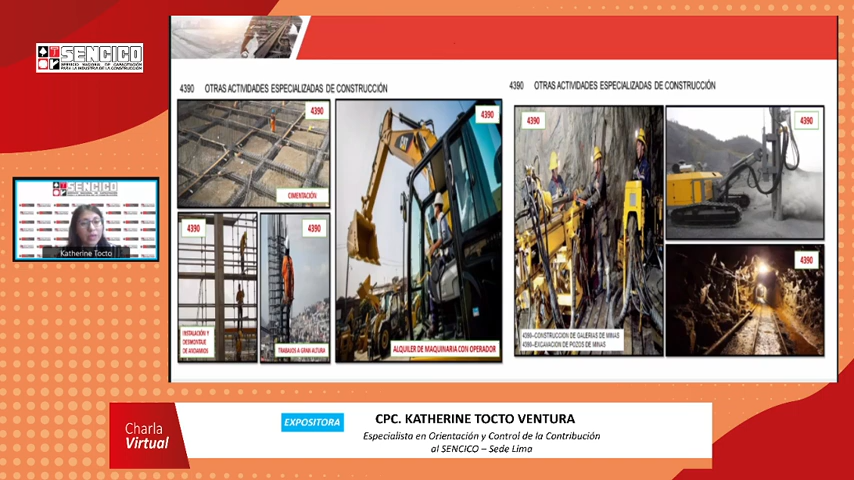 SENCICO
SERVICIO NACIONAL DE CAPACITACIÓN
PARA LA INDUSTRIA DE LA CONSTRUCCIÓN
4390 OTRAS ACTIVIDADES ESPECIALIZADAS DE CONSTRUCCIÓN
4390
CIMENTACIÓN
4390
INSTALACIÓN Y
DESMONTAJE
DE ANDAMIOS
4390
TRABAJOS A GRAN ALTURA
4390
ALQUILER DE MAQUINARIA CON OPERADOR
4390 OTRAS ACTIVIDADES ESPECIALIZADAS DE CONSTRUCCIÓN
4390
4390–CONSTRUCCION DE GALERIAS DE MINAS
4390–EXCAVACION DE POZOS DE MINAS
4390
4390
SENCICO
Katherine Tocto
Charla
Virtual
EXPOSITORA
CPC. KATHERINE TOCTO VENTURA
Especialista en Orientación y Control de la Contribución
al SENCICO – Sede Lima